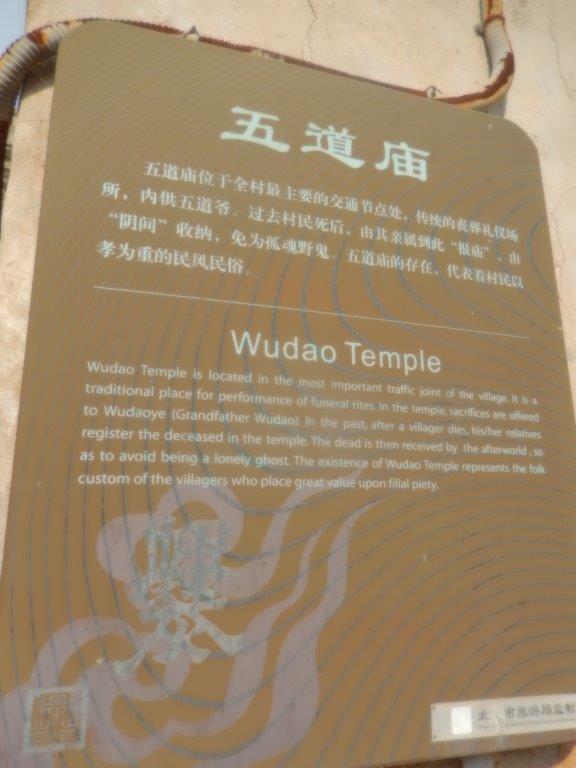 五道庙
五道庙位于全村最主要的交通节点处，传统的丧葬礼仪场
所，内供五道爷。过去村民死后，由其亲展到此“报庙”，由
“阴间”收纳，免为孤魂野鬼。五道庙的存在，代表着村民以
孝为重的民风民俗。
Wudao Temple
Wudao Temple is located in the most important traffic joint of the village. It is a
traditional place for performance of funeral rites. In the temple, sacrifices are offered
to Wudaoye (Grandfather Wudao). In the past, after a villager dies, his/her relatives
register the deceased in the temple. The dead is then received by the afterworld , so
as to avoid being a lonely ghost. The existence of Wudao Temple represents the folk
custom of the villagers who place great value upon filial piety.
爨
北 市旅游局监制